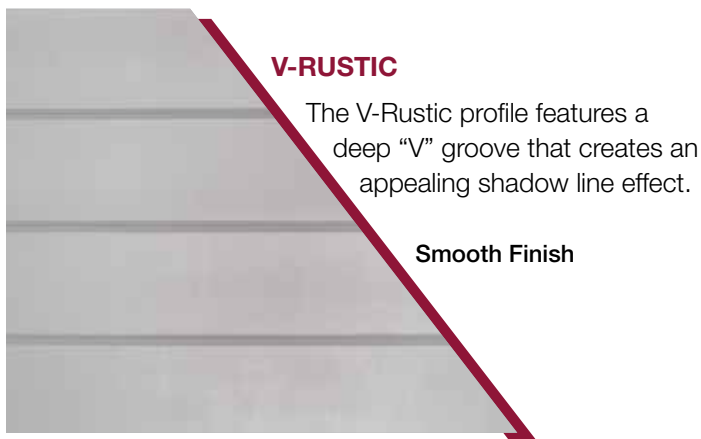 V-RUSTIC
The V-Rustic profile features a
deep “V” groove that creates an
appealing shadow line effect.
Smooth Finish